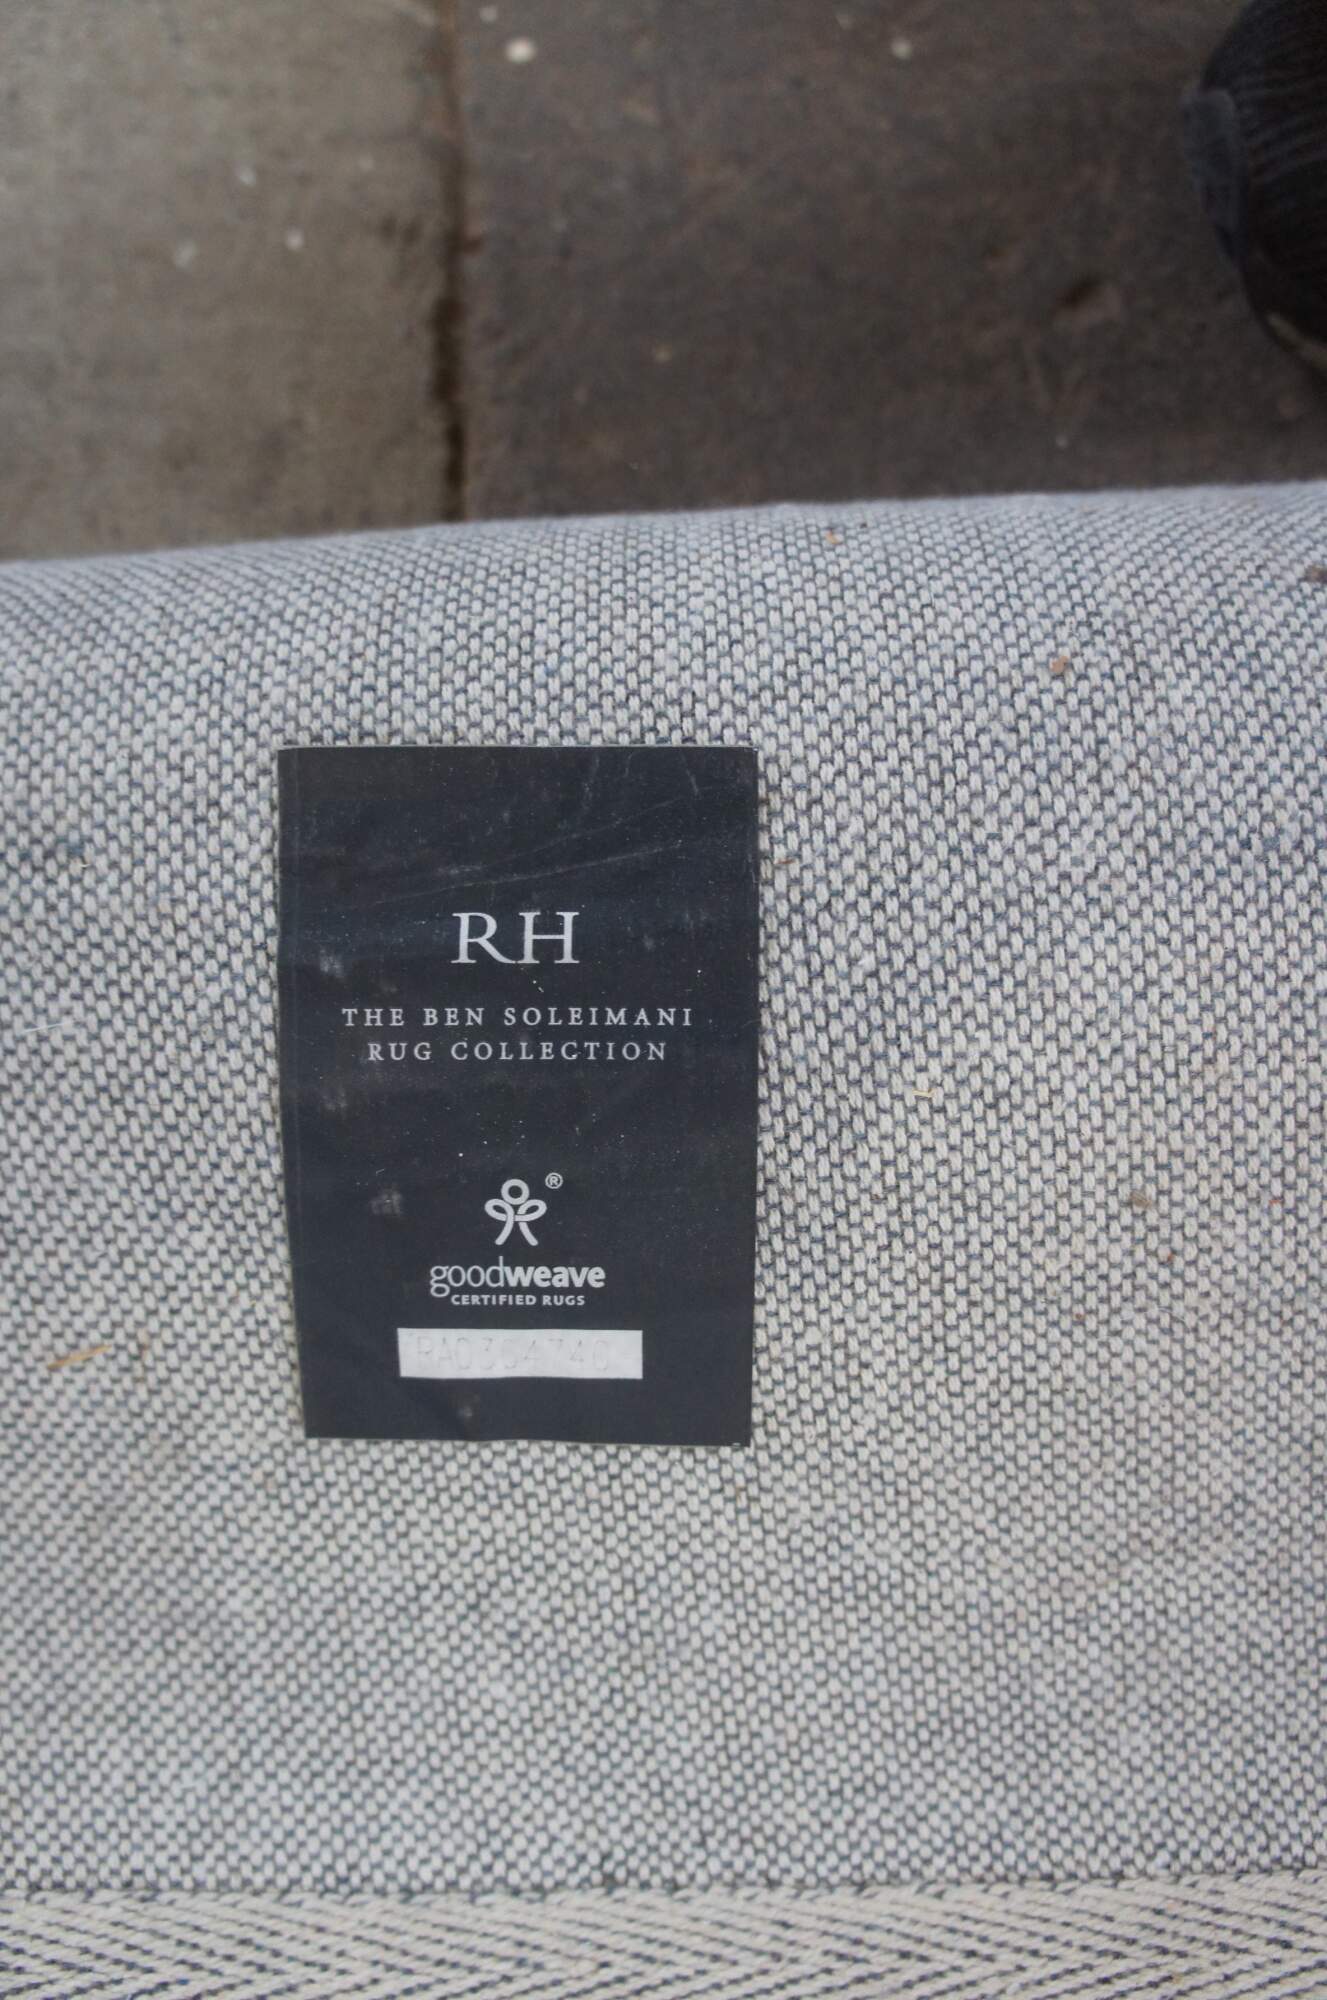 RH
THE BEN SOLEIMANI
RUG COLLECTION
®
goodweave
CERTIFIED RUGS